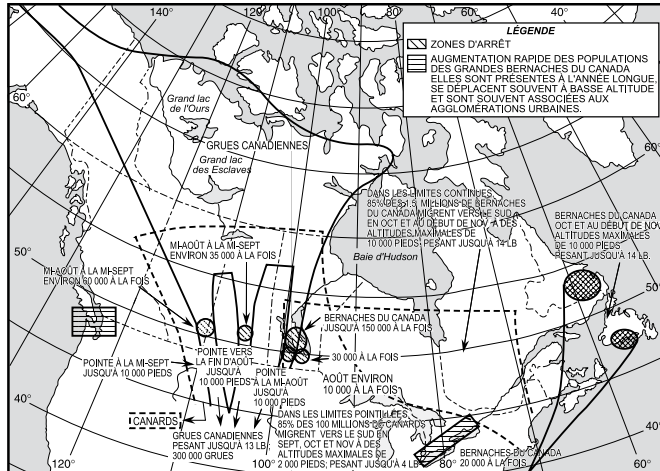 140°
120°
100°
80°
60°
40°
LÉGENDE
ZONES D'ARRÊT
AUGMENTATION RAPIDE DES POPULATIONS
DES GRANDES BERNACHES DU CANADA
ELLES SONT PRÉSENTES À L'ANNÉE LONGUE,
SE DÉPLACENT SOUVENT À BASSE ALTITUDE
ET SONT SOUVENT ASSOCIÉES AUX
AGGLOMÉRATIONS URBAINES.
Grand lac
de l'Ours
GRUES CANADIENNES
Grand lac
des Esclaves
60°
60°
DANS LES LIMITES CONTINUES
85% DES 1.5 MILLIONS DE BERNACHES
DU CANADA MIGRENT VERS LE SUD
EN OCT ET AU DÉBUT DE NOV À DES
ALTITUDES MAXIMALES DE
10 000 PIEDS; PESANT JUSQU'À 14 LB.
BERNACHES DU CANADA
OCT ET AU DÉBUT DE NOV
ALTITUDES MAXIMALES
DE 10 000 PIEDS
PESANT JUSQU'À 14 LB.
50°
50°
Baie d'Hudson
MI-AOÛT À LA MI-SEPT
ENVIRON 35 000 À LA FOIS
MI-AOÛT À LA MI-SEPT
ENVIRON 60 000 À LA FOIS
BERNACHES DU CANADA
JUSQU'À 150 000 À LA FOIS
30 000 À LA FOIS
POINTE À LA MI-SEPT
JUSQU'À 10 000 PIEDS
POINTE VERS
LA FIN D'AOÛT
JUSQU'À
10 000 PIEDS
POINTE
À LA MI-AOÛT
JUSQU'À
10 000 PIEDS
AOÛT ENVIRON
10 000 À LA FOIS
40°
40°
CANARDS
GRUES CANADIENNES
PESANT JUSQU'À 13 LB;
300 000 GRUES
DANS LES LIMITES POINTILLÉES
85% DES 100 MILLIONS DE CANARDS
MIGRENT VERS LE SUD EN
SEPT, OCT ET NOV À DES
ALTITUDES MAXIMALES DE
2 000 PIEDS; PESANT JUSQU'À 4 LB
BERNACHES DU CANADA
20 000 À LA FOIS
120°
100°
80°
60°